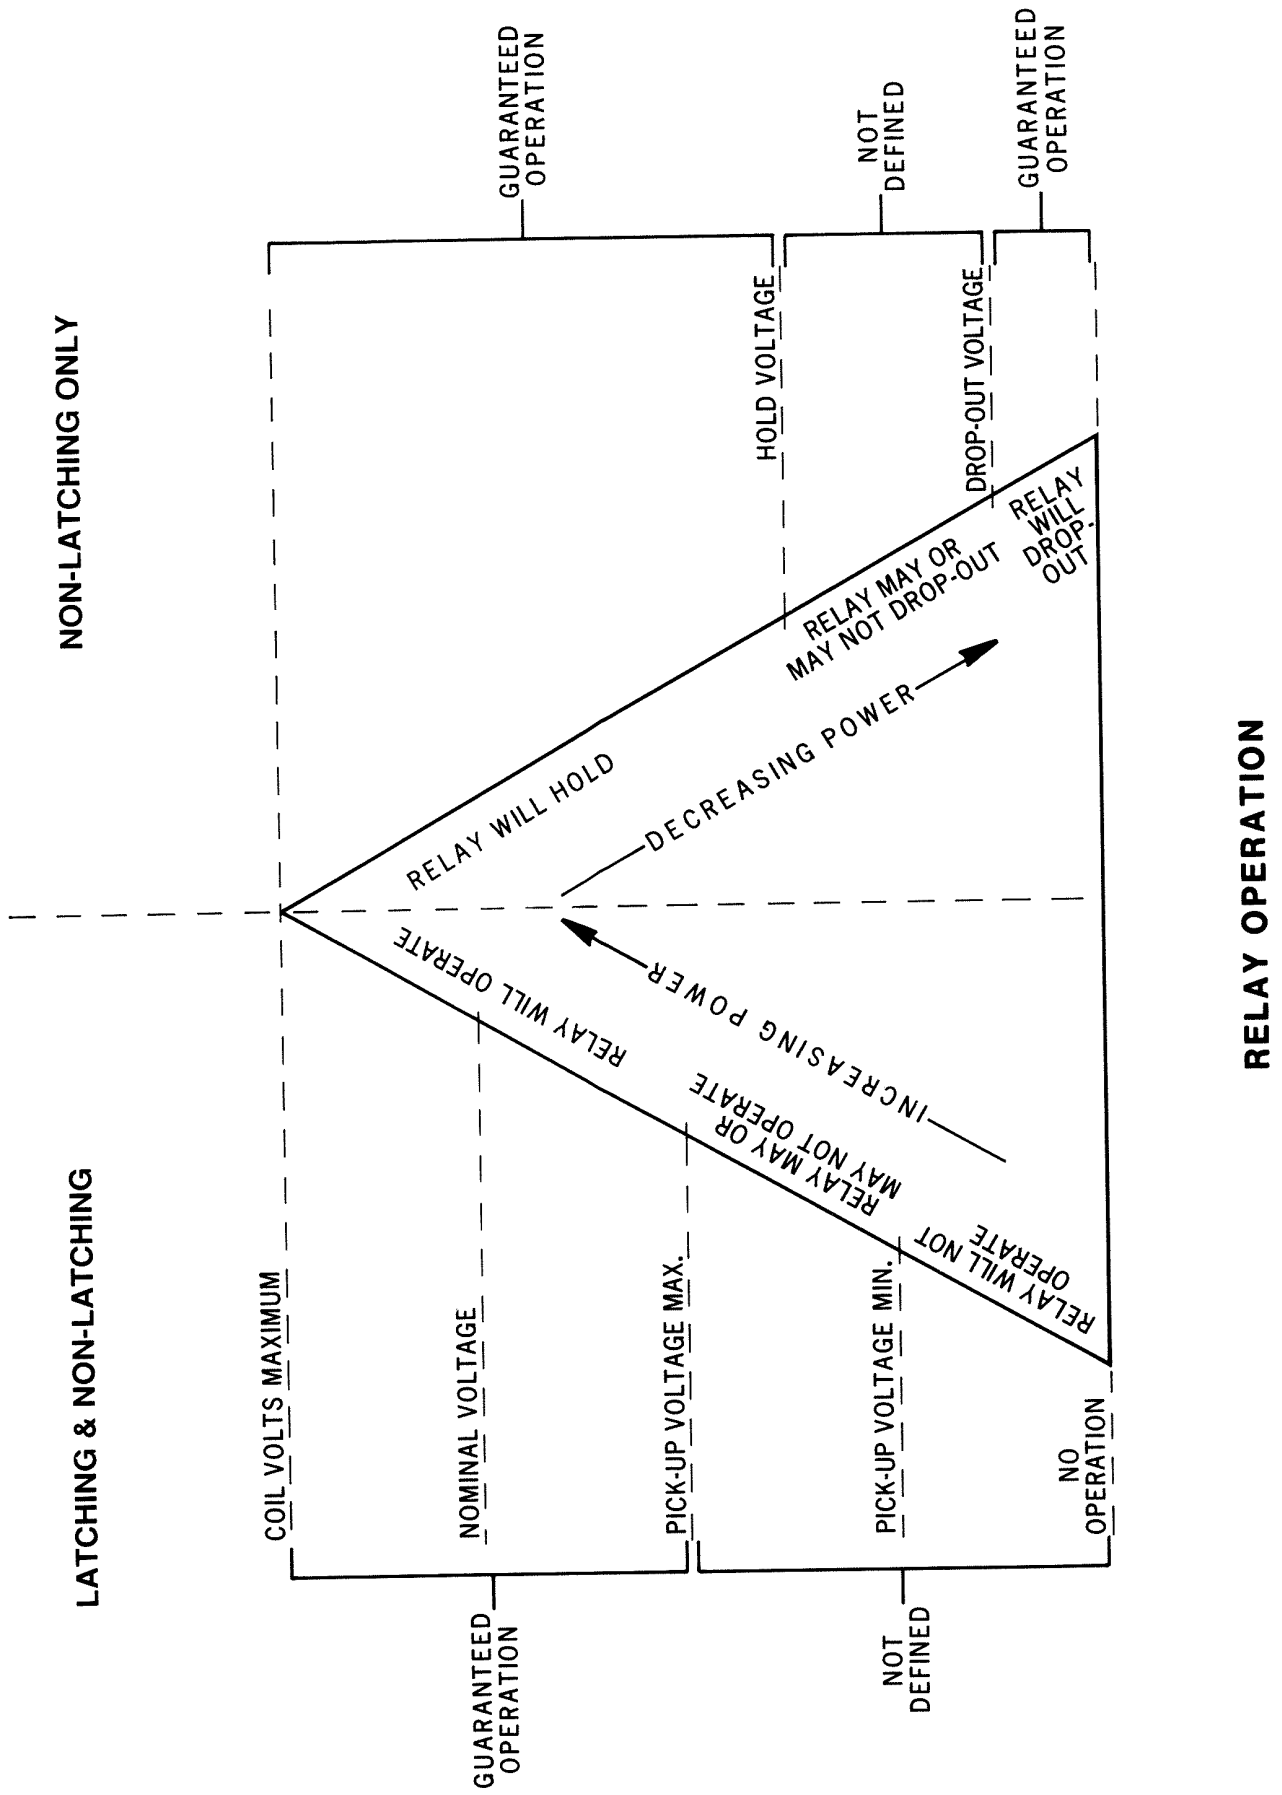 LATCHING & NON-LATCHING
NON-LATCHING ONLY
COIL VOLTS MAXIMUM
NOMINAL VOLTAGE
PICK-UP VOLTAGE MAX.
PICK-UP VOLTAGE MIN.
NO
OPERATION
GUARANTEED
OPERATION
NOT
DEFINED
RELAY WILL OPERATE
RELAY MAY OR
MAY NOT OPERATE
RELAY WILL NOT
OPERATE
INCREASING POWER
DECREASING POWER
RELAY WILL HOLD
RELAY MAY OR
MAY NOT DROP-OUT
RELAY
WILL
DROP-
OUT
HOLD VOLTAGE
DROP-OUT VOLTAGE
GUARANTEED
OPERATION
NOT
DEFINED
GUARANTEED
OPERATION
RELAY OPERATION